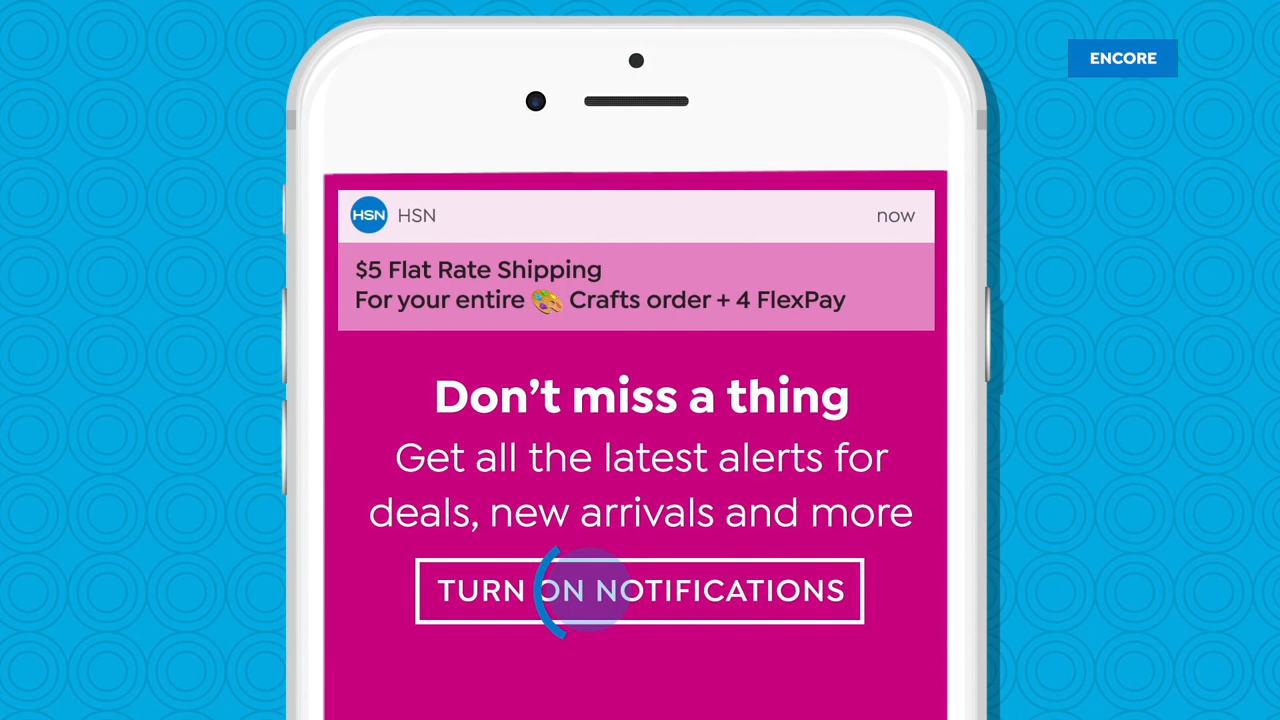 ENCORE
HSN HSN now
$5 Flat Rate Shipping
For your entire 🎨 Crafts order + 4 FlexPay
Don’t miss a thing
Get all the latest alerts for
deals, new arrivals and more
TURN ON NOTIFICATIONS